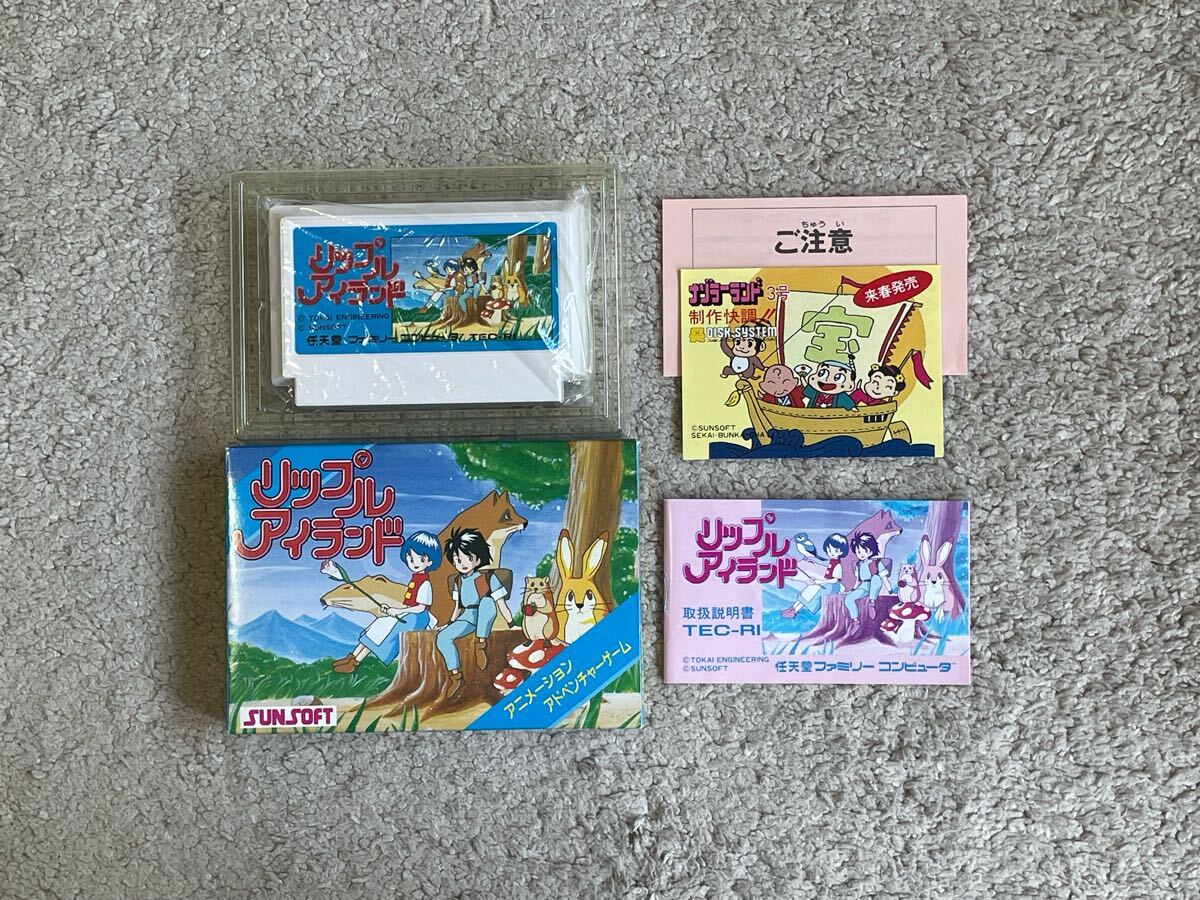 リップル
アイランド
© TOKAI ENGINEERING
© SUNSOFT
任天堂 ファミリー コンピュータ TEC-RI
ちゅう い
ご注意
ナゾラーランド 3号
来春発売
制作快調!!
DISK SYSTEM
宝
©SUNSOFT
リップル
アイランド
アニメーション
アドベンチャーゲーム
SUNSOFT
リップル
アイランド
取扱説明書
TEC-RI
©TOKAI ENGINEERING
©SUNSOFT
任天堂 ファミリー コンピュータ™